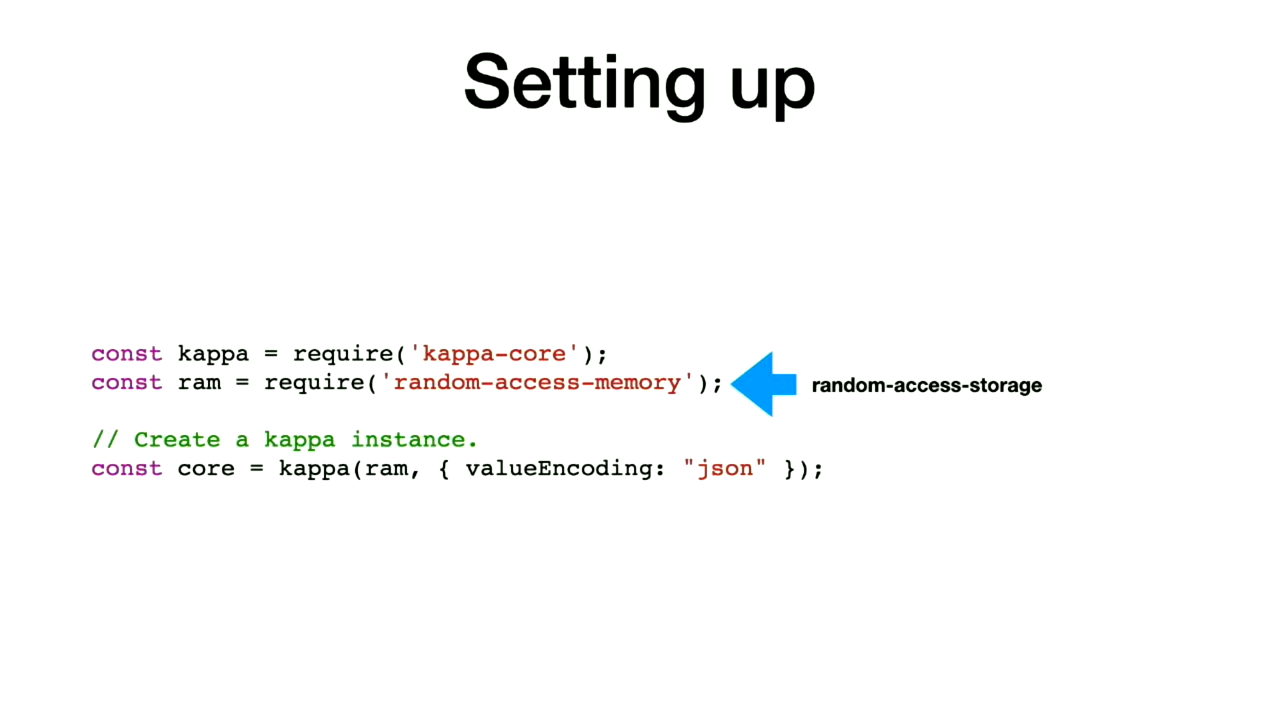 Setting up
const kappa = require('kappa-core');
const ram = require('random-access-memory');
random-access-storage
// Create a kappa instance.
const core = kappa(ram, { valueEncoding: "json" });